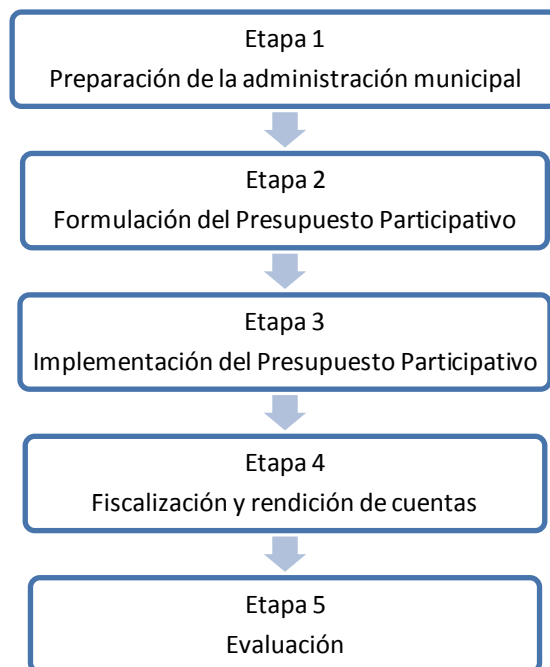 Etapa 1
Preparación de la administración municipal
Etapa 2
Formulación del Presupuesto Participativo
Etapa 3
Implementación del Presupuesto Participativo
Etapa 4
Fiscalización y rendición de cuentas
Etapa 5
Evaluación